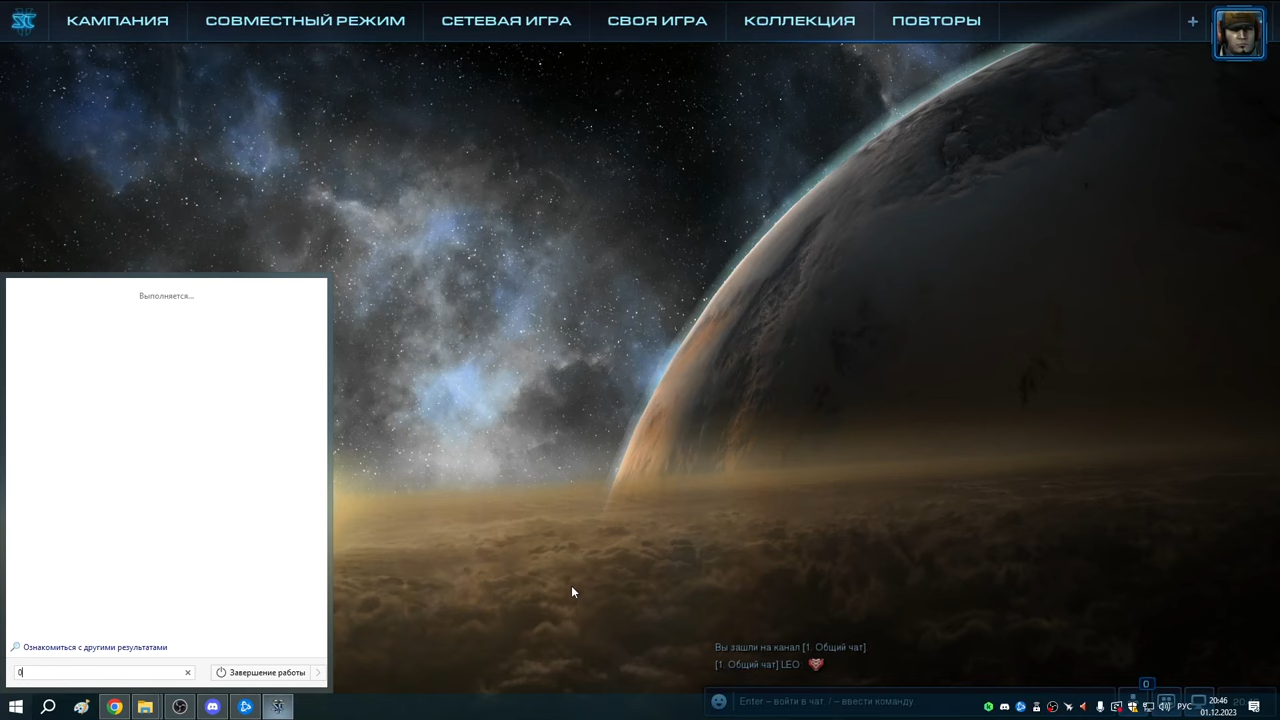 КАМПАНИЯ СОВМЕСТНЫЙ РЕЖИМ СЕТЕВАЯ ИГРА СВОЯ ИГРА КОЛЛЕКЦИЯ ПОВТОРЫ
Выполняется...
Ознакомиться с другими результатами
0
Завершение работы
Вы зашли на канал [1. Общий чат].
[1. Общий чат] LEO:
0
Enter – войти в чат. / – ввести команду
РУС
20:46
01.12.2023